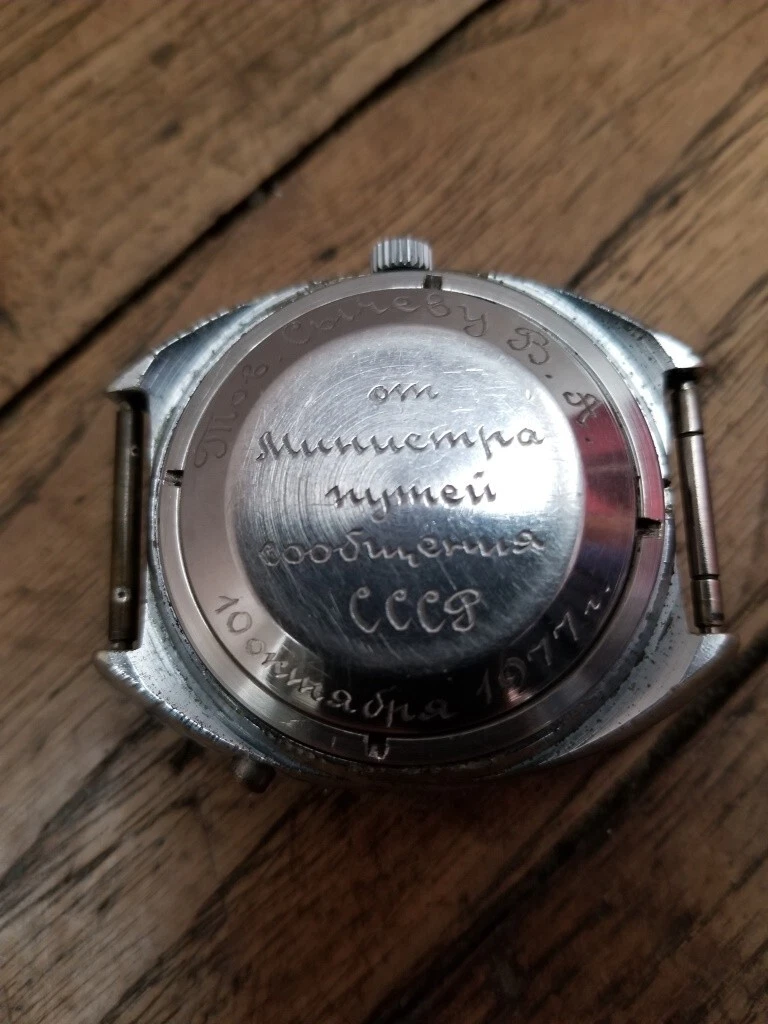 Тов. Сычеву В. А.
от
Министра
путей
сообщения
СССР
10 октября 1977 г.